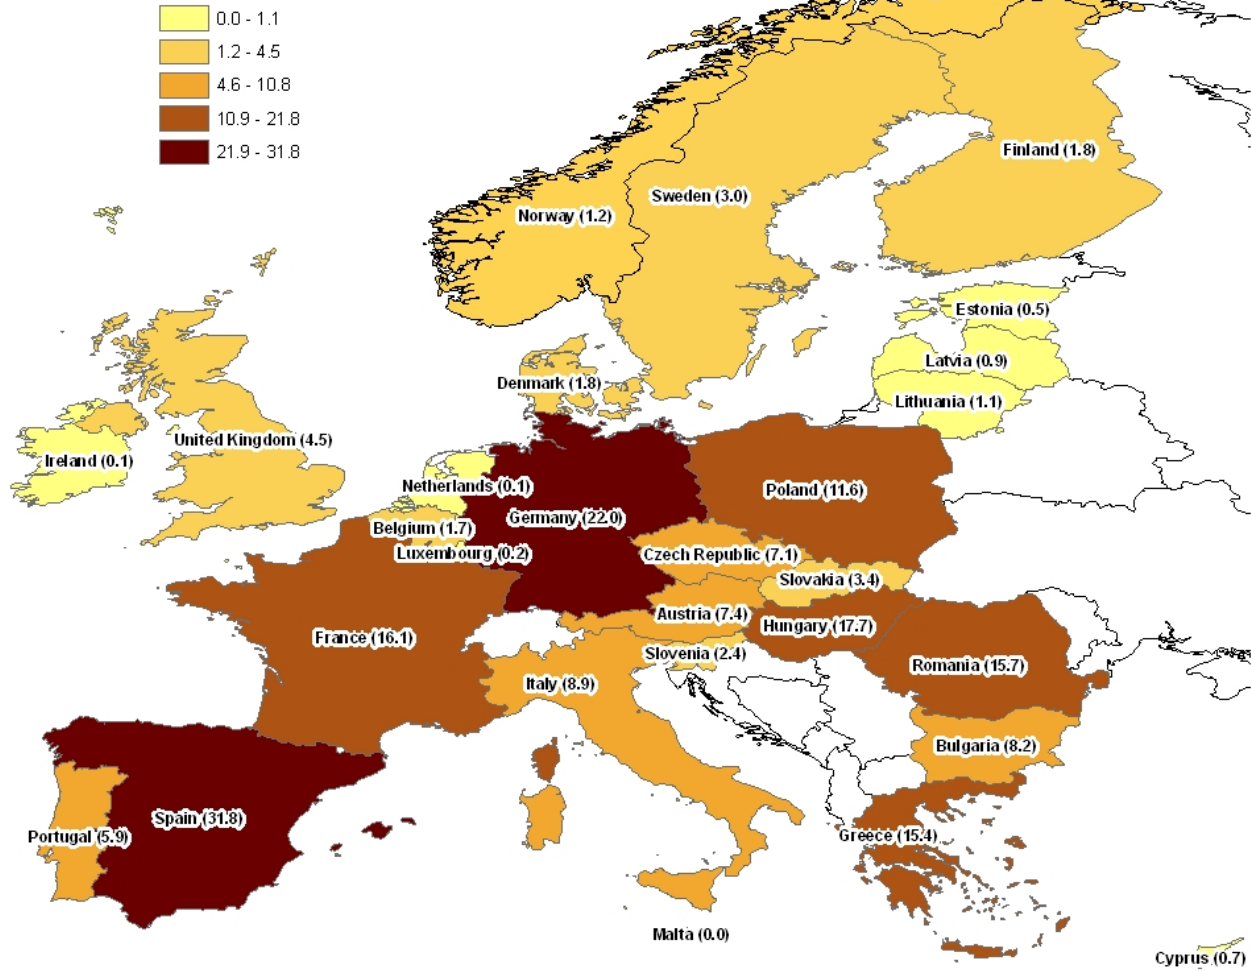 0.0 - 1.1
1.2 - 4.5
4.6 - 10.8
10.9 - 21.8
21.9 - 31.8
Finland (1.8)
Sweden (3.0)
Norway (1.2)
Estonia (0.5)
Latvia (0.9)
Denmark (1.8)
Lithuania (1.1)
United Kingdom (4.5)
Ireland (0.1)
Netherlands (0.1)
Poland (11.6)
Germany (22.0)
Belgium (1.7)
Luxembourg (0.2)
Czech Republic (7.1)
Slovakia (3.4)
Austria (7.4)
Hungary (17.7)
France (16.1)
Slovenia (2.4)
Romania (15.7)
Italy (8.9)
Bulgaria (8.2)
Spain (31.8)
Portugal (5.9)
Greece (15.4)
Malta (0.0)
Cyprus (0.7)